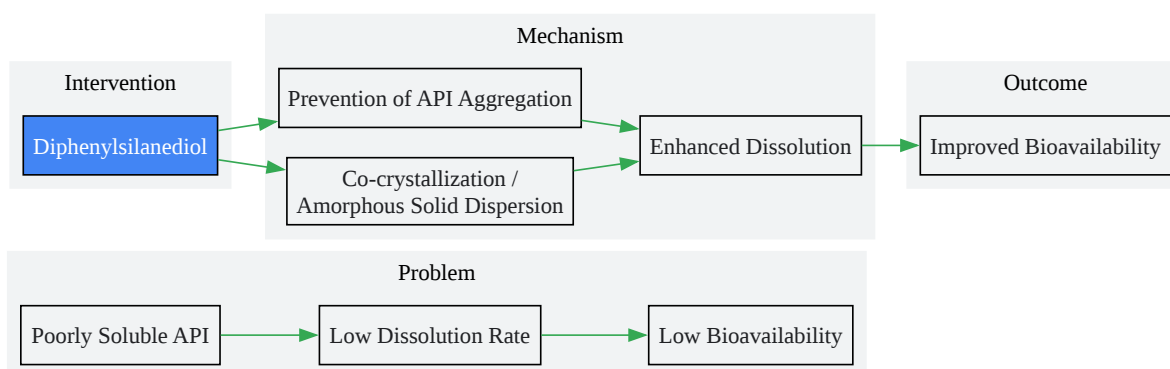 Mechanism
Intervention
Outcome
Prevention of API Aggregation
Diphenylsilanediol
Enhanced Dissolution
Improved Bioavailability
Co-crystallization /
Amorphous Solid Dispersion
Problem
Poorly Soluble API
Low Dissolution Rate
Low Bioavailability